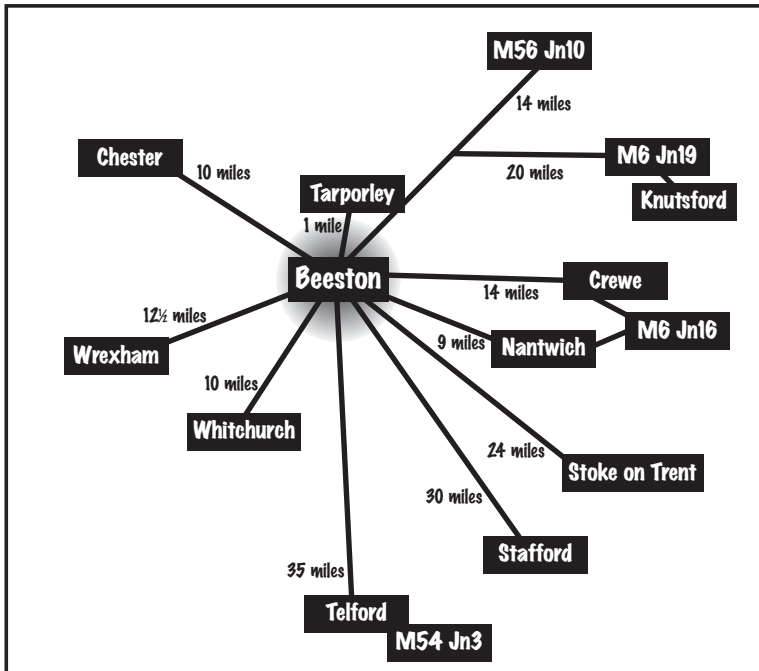 M56 Jn10
14 miles
Chester
10 miles
M6 Jn19
20 miles
Knutsford
Tarporley
1 mile
Beeston
Crewe
14 miles
12½ miles
M6 Jn16
Wrexham
9 miles
Nantwich
10 miles
Whitchurch
24 miles
Stoke on Trent
30 miles
Stafford
35 miles
Telford
M54 Jn3